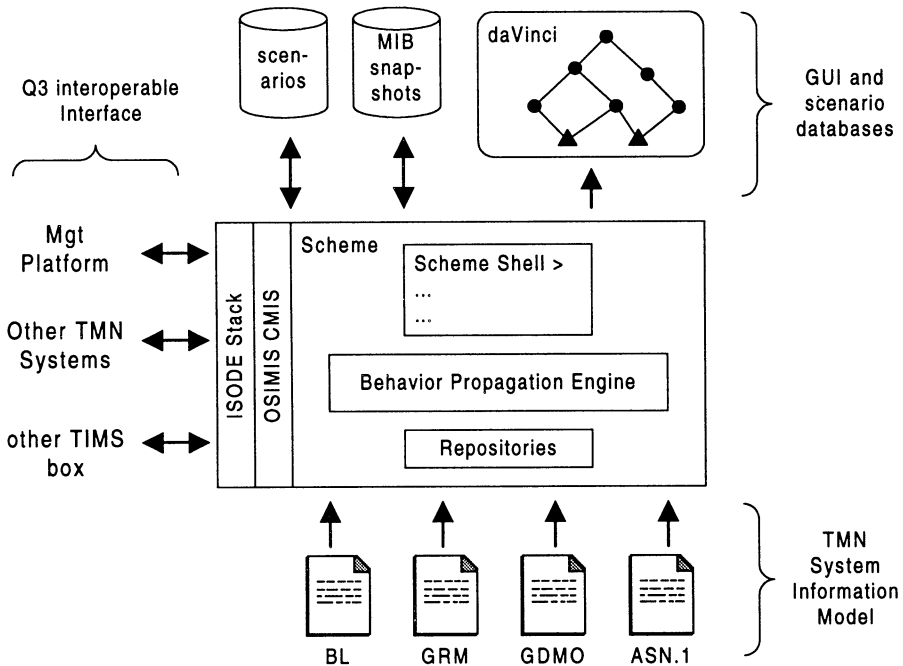 scen-
arios
MIB
snap-
shots
daVinci
GUI and
scenario
databases
Q3 interoperable
Interface
Mgt
Platform
Other TMN
Systems
other TIMS
box
ISODE Stack
OSIMIS CMIS
Scheme
Scheme Shell >
...
...
Behavior Propagation Engine
Repositories
BL
GRM
GDMO
ASN.1
TMN
System
Information
Model